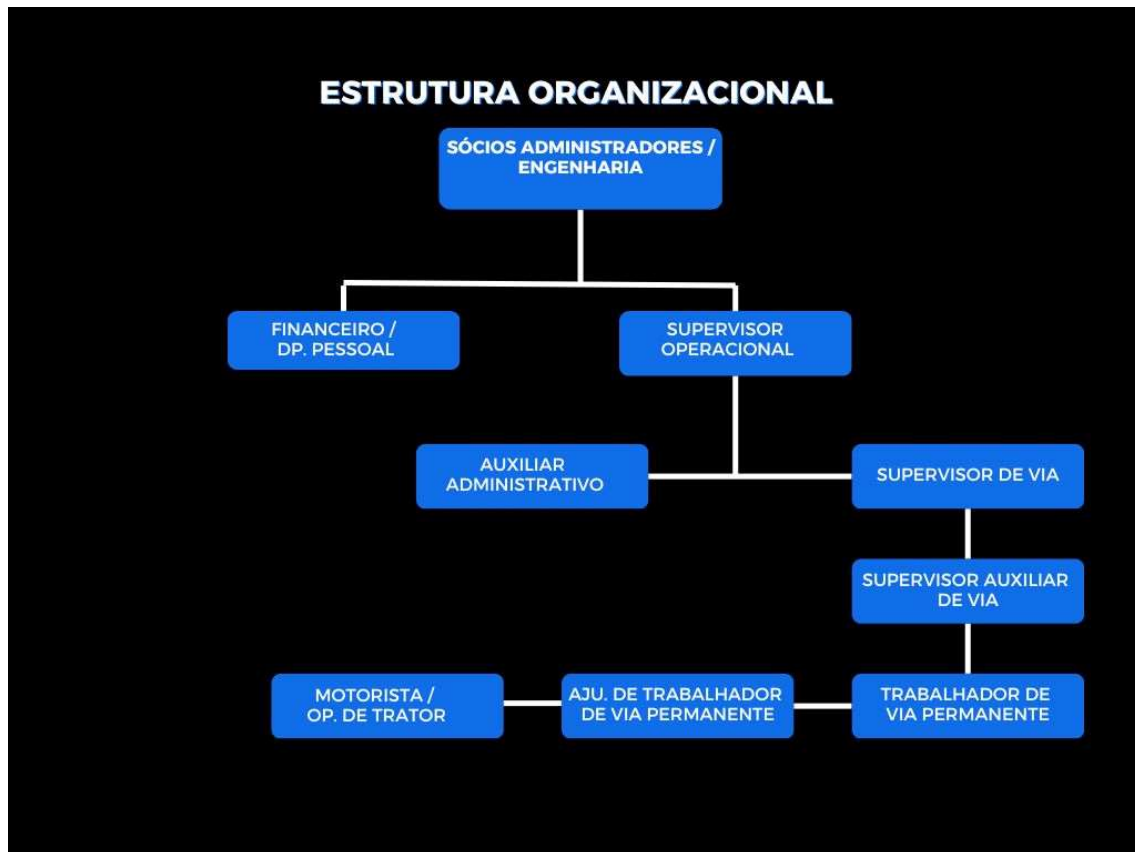 ESTRUTURA ORGANIZACIONAL
SÓCIOS ADMINISTRADORES /
ENGENHARIA
FINANCEIRO /
DP. PESSOAL
SUPERVISOR
OPERACIONAL
AUXILIAR
ADMINISTRATIVO
SUPERVISOR DE VIA
SUPERVISOR AUXILIAR
DE VIA
MOTORISTA /
OP. DE TRATOR
AJU. DE TRABALHADOR
DE VIA PERMANENTE
TRABALHADOR DE
VIA PERMANENTE